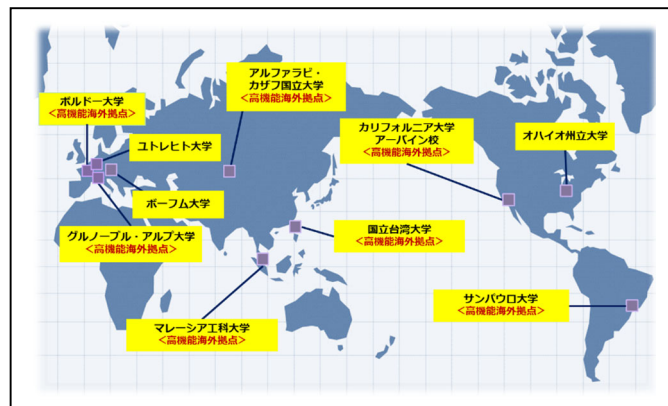 アルファラビ・
カザフ国立大学
<高機能海外拠点>
ボルドー大学
<高機能海外拠点>
ユトレヒト大学
カリフォルニア大学
アーバイン校
<高機能海外拠点>
オハイオ州立大学
ボーフム大学
グルノーブル・アルプ大学
<高機能海外拠点>
国立台湾大学
<高機能海外拠点>
サンパウロ大学
<高機能海外拠点>
マレーシア工科大学
<高機能海外拠点>